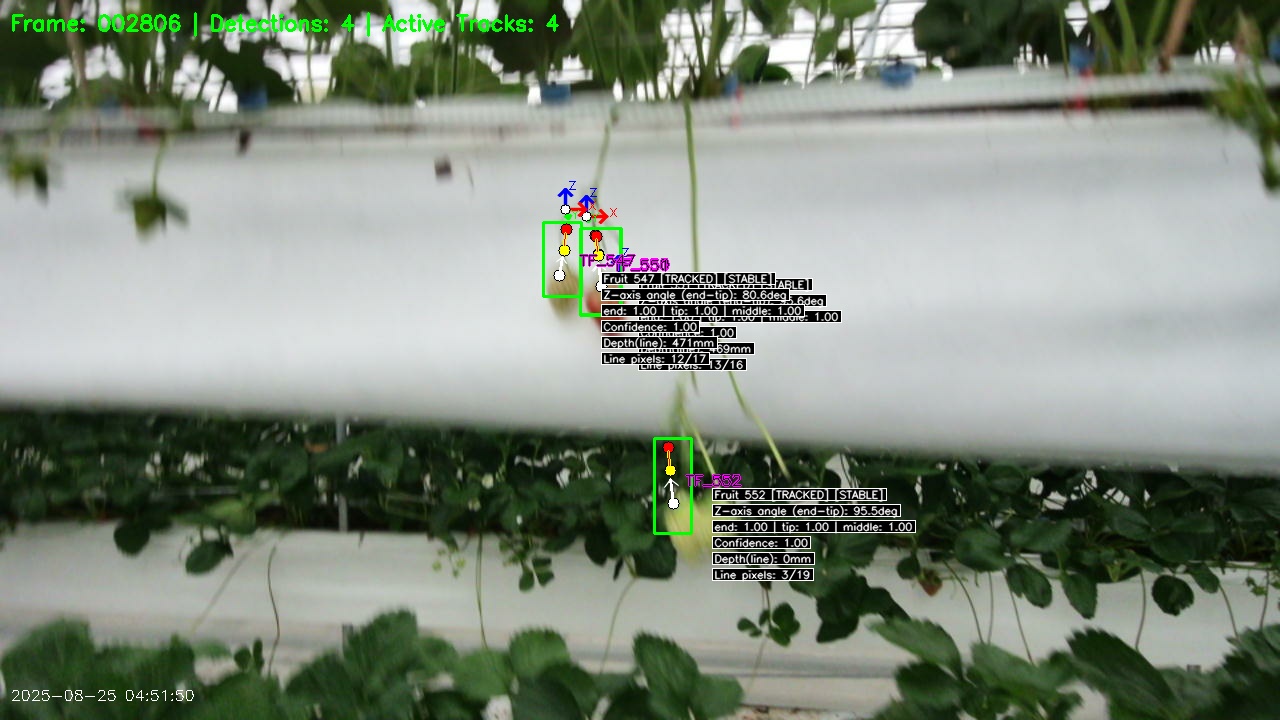 Frame: 002806 | Detections: 4 | Active Tracks: 4
Z
Z
X
Z
TF_547
TF_550
Fruit 547 [TRACKED] [STABLE]
Z-axis angle (end-tip): 80.6deg
end: 1.00 | tip: 1.00 | middle: 1.00
Confidence: 1.00
Depth(line): 471mm
Line pixels: 12/17
13/16
TF_552
Fruit 552 [TRACKED] [STABLE]
Z-axis angle (end-tip): 95.5deg
end: 1.00 | tip: 1.00 | middle: 1.00
Confidence: 1.00
Depth(line): 0mm
Line pixels: 3/19
2025-08-25 04:51:50